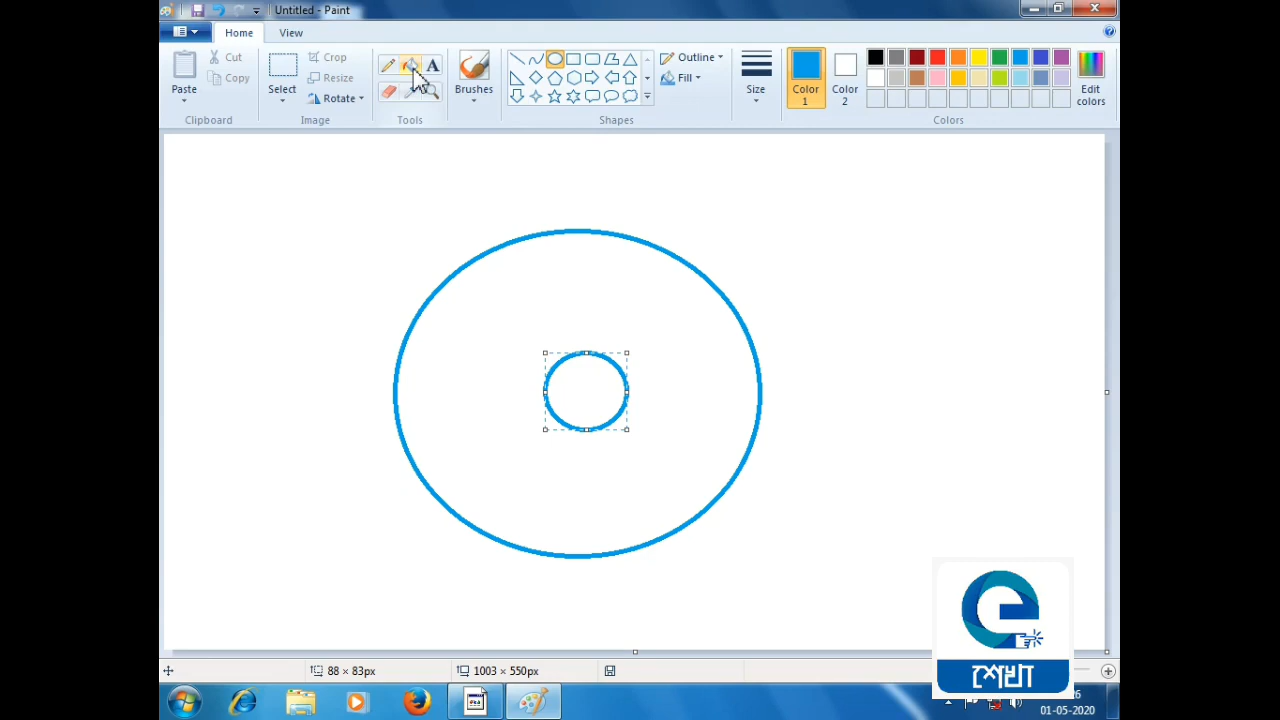 Untitled - Paint
Home View
Paste
Cut
Copy
Clipboard
Select
Crop
Resize
Rotate
Image
A
Tools
Brushes
Outline
Fill
Shapes
Size
Color 1
Color 2
Edit colors
Colors
88 × 83px
1003 × 550px
e
শেখা
01-05-2020